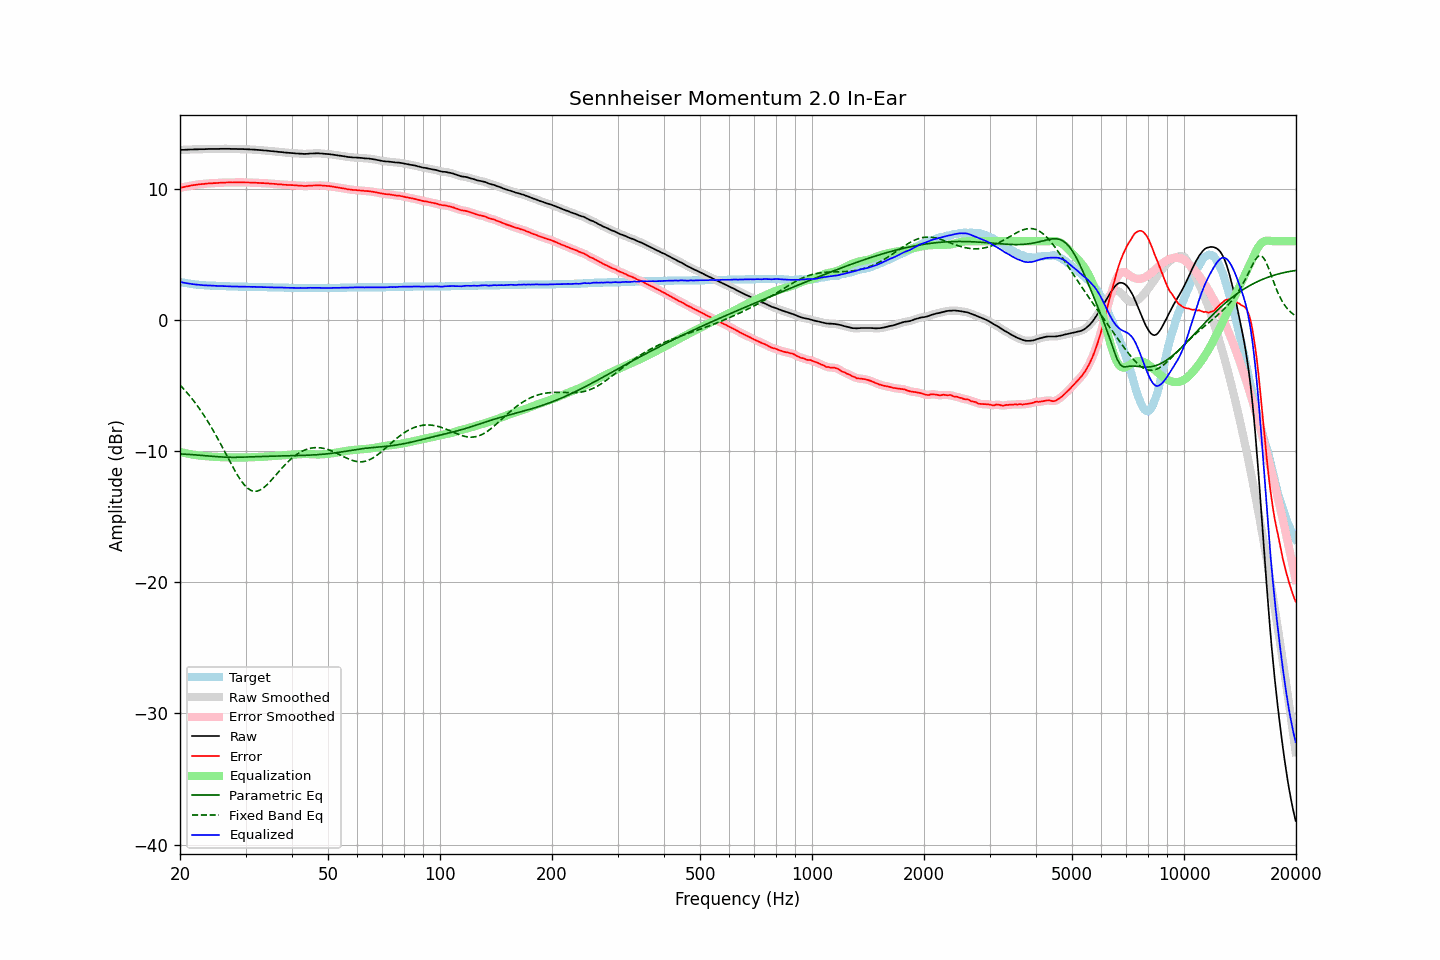 Sennheiser Momentum 2.0 In-Ear
Amplitude (dBr)
10
0
−10
−20
−30
−40
Target
Raw Smoothed
Error Smoothed
Raw
Error
Equalization
Parametric Eq
Fixed Band Eq
Equalized
20 50 100 200 500 1000 2000 5000 10000 20000
Frequency (Hz)